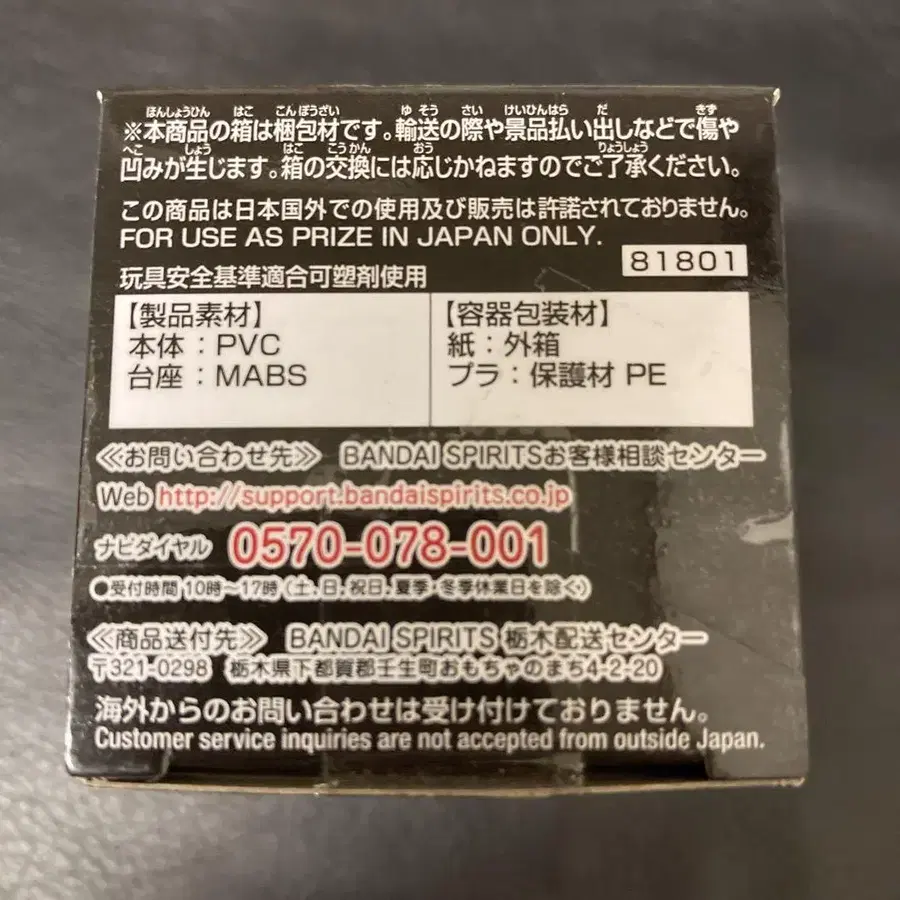 ほんしょうひん はこ こんぽうざい ゆそう さい けいひんはら だ きず
※本商品の箱は梱包材です。輸送の際や景品払い出しなどで傷や
へこ しょう はこ こうかん おう りょうしょう
凹みが生じます。箱の交換には応じかねますのでご了承ください。
この商品は日本国外での使用及び販売は許諾されておりません。
FOR USE AS PRIZE IN JAPAN ONLY.
81801
玩具安全基準適合可塑剤使用
【製品素材】
本体：PVC
台座：MABS
【容器包装材】
紙：外箱
プラ：保護材 PE
≪お問い合わせ先≫ BANDAI SPIRITSお客様相談センター
Web http://support.bandaispirits.co.jp
ナビダイヤル 0570-078-001
●受付時間 10時〜17時（土、日、祝日、夏季・冬季休業日を除く）
≪商品送付先≫ BANDAI SPIRITS 栃木配送センター
〒321-0298 栃木県下都賀郡壬生町おもちゃのまち4-2-20
海外からのお問い合わせは受け付けておりません。
Customer service inquiries are not accepted from outside Japan.